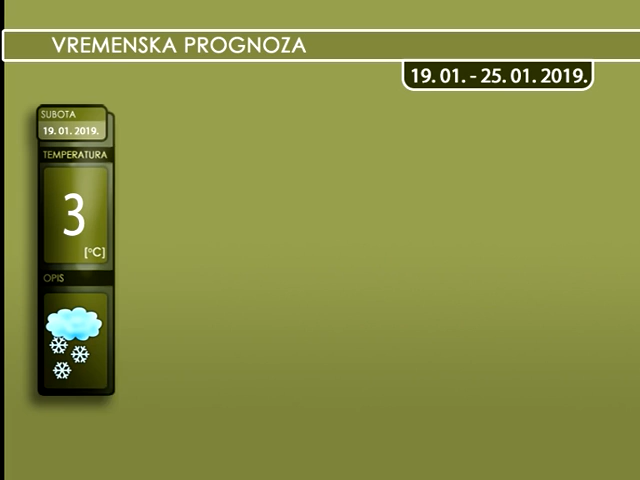 VREMENSKA PROGNOZA
19. 01. - 25. 01. 2019.
SUBOTA
19. 01. 2019.
TEMPERATURA
3
[°C]
OPIS